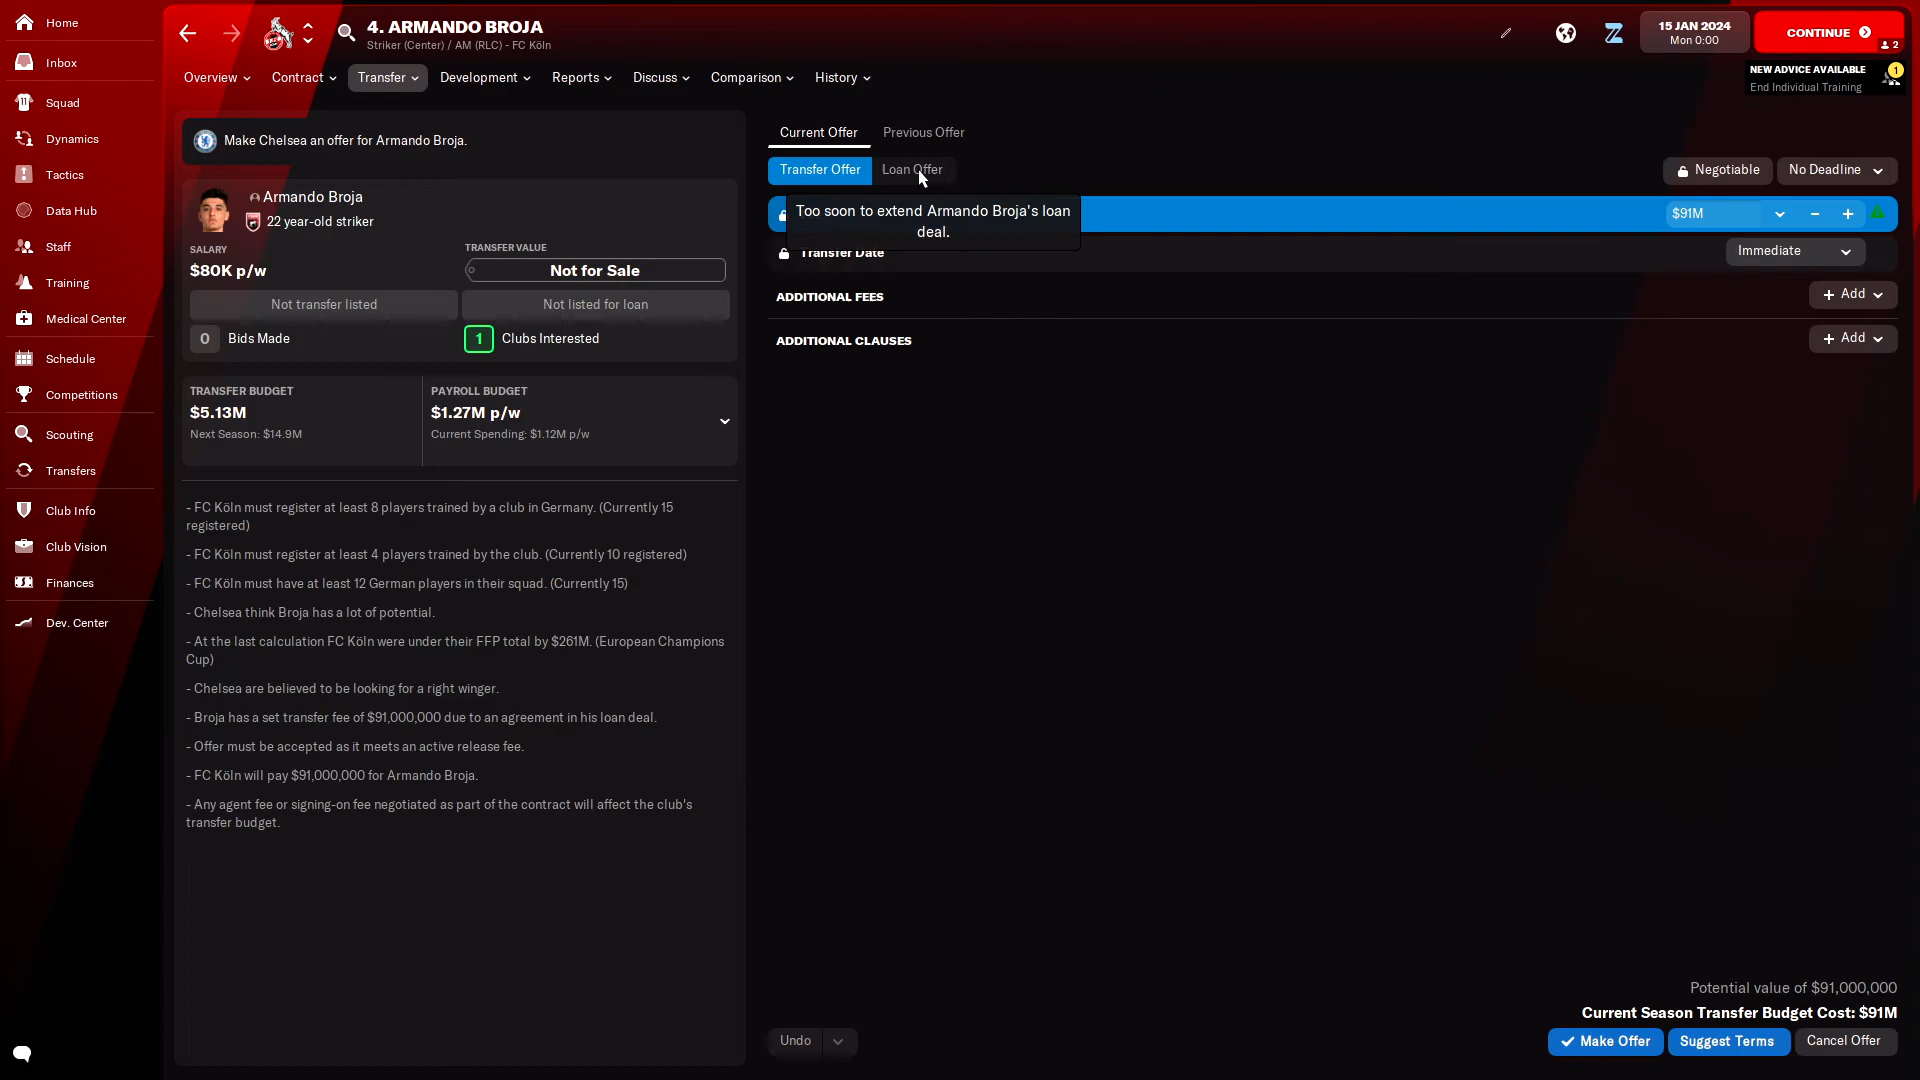 Home
Inbox
Squad
Dynamics
Tactics
Data Hub
Staff
Training
Medical Center
Schedule
Competitions
Scouting
Transfers
Club Info
Club Vision
Finances
Dev. Center
4. ARMANDO BROJA
Striker (Center) / AM (RLC) - FC Köln
15 JAN 2024
Mon 0:00
CONTINUE
2
Overview
Contract
Transfer
Development
Reports
Discuss
Comparison
History
NEW ADVICE AVAILABLE
End Individual Training
1
Make Chelsea an offer for Armando Broja.
Armando Broja
22 year-old striker
SALARY
$80K p/w
TRANSFER VALUE
Not for Sale
Not transfer listed
Not listed for loan
0 Bids Made
1 Clubs Interested
TRANSFER BUDGET
$5.13M
Next Season: $14.9M
PAYROLL BUDGET
$1.27M p/w
Current Spending: $1.12M p/w
- FC Köln must register at least 8 players trained by a club in Germany. (Currently 15
registered)
- FC Köln must register at least 4 players trained by the club. (Currently 10 registered)
- FC Köln must have at least 12 German players in their squad. (Currently 15)
- Chelsea think Broja has a lot of potential.
- At the last calculation FC Köln were under their FFP total by $261M. (European Champions
Cup)
- Chelsea are believed to be looking for a right winger.
- Broja has a set transfer fee of $91,000,000 due to an agreement in his loan deal.
- Offer must be accepted as it meets an active release fee.
- FC Köln will pay $91,000,000 for Armando Broja.
- Any agent fee or signing-on fee negotiated as part of the contract will affect the club's
transfer budget.
Current Offer
Previous Offer
Transfer Offer
Loan Offer
Negotiable
No Deadline
Too soon to extend Armando Broja's loan
deal.
$91M
Transfer Date
Immediate
ADDITIONAL FEES
+ Add
ADDITIONAL CLAUSES
+ Add
Potential value of $91,000,000
Current Season Transfer Budget Cost: $91M
Undo
Make Offer
Suggest Terms
Cancel Offer